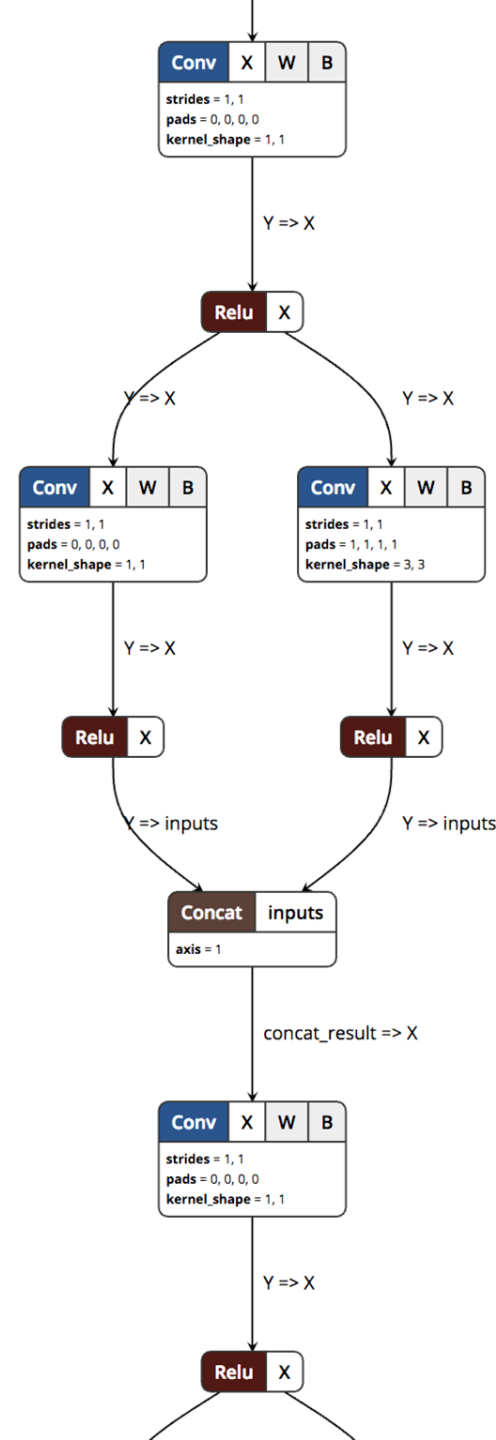 Conv X W B
strides = 1, 1
pads = 0, 0, 0, 0
kernel_shape = 1, 1
Y => X
Relu X
Y => X Y => X
Conv X W B Conv X W B
strides = 1, 1 strides = 1, 1
pads = 0, 0, 0, 0 pads = 1, 1, 1, 1
kernel_shape = 1, 1 kernel_shape = 3, 3
Y => X Y => X
Relu X Relu X
Y => inputs Y => inputs
Concat inputs
axis = 1
concat_result => X
Conv X W B
strides = 1, 1
pads = 0, 0, 0, 0
kernel_shape = 1, 1
Y => X
Relu X